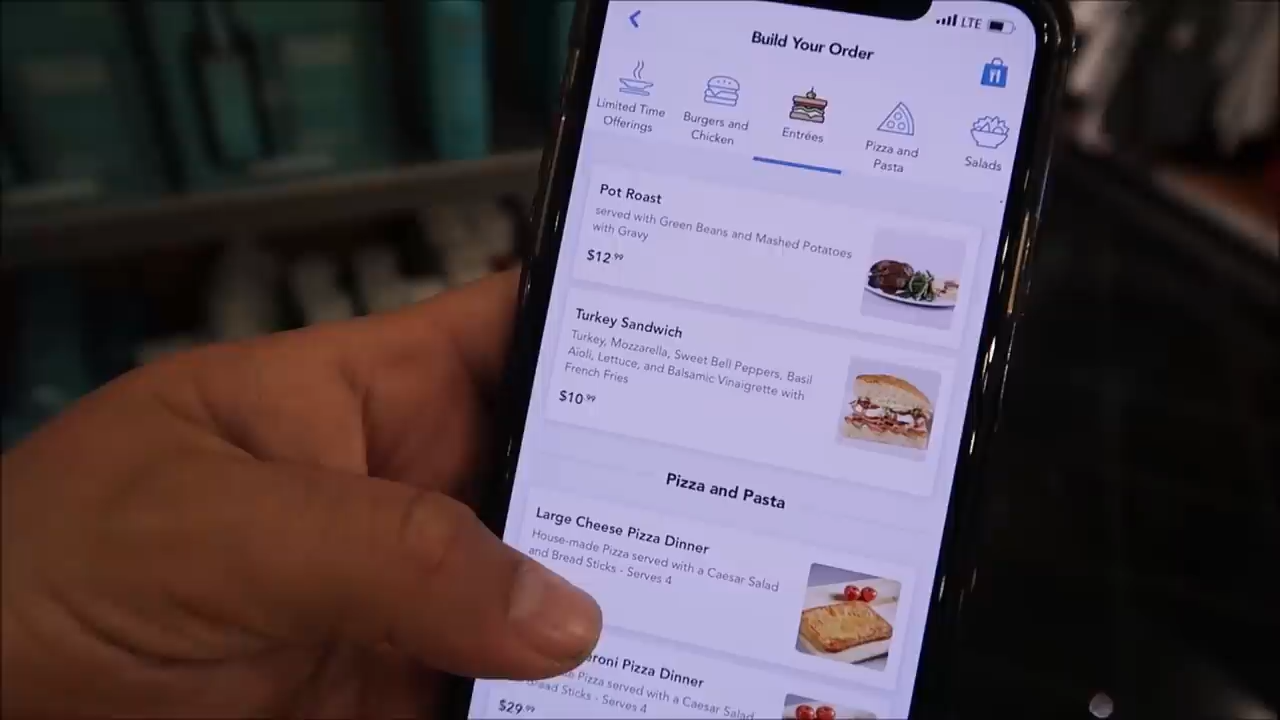 LTE
Build Your Order
Limited Time
Offerings
Burgers and
Chicken
Entrées
Pizza and
Pasta
Salads
Pot Roast
served with Green Beans and Mashed Potatoes
with Gravy
$12.99
Turkey Sandwich
Turkey, Mozzarella, Sweet Bell Peppers, Basil
Aioli, Lettuce, and Balsamic Vinaigrette with
French Fries
$10.99
Pizza and Pasta
Large Cheese Pizza Dinner
House-made Pizza served with a Caesar Salad
and Bread Sticks - Serves 4
Pizza Dinner
Pizza served with a Caesar Salad
Sticks - Serves 4
$29.99